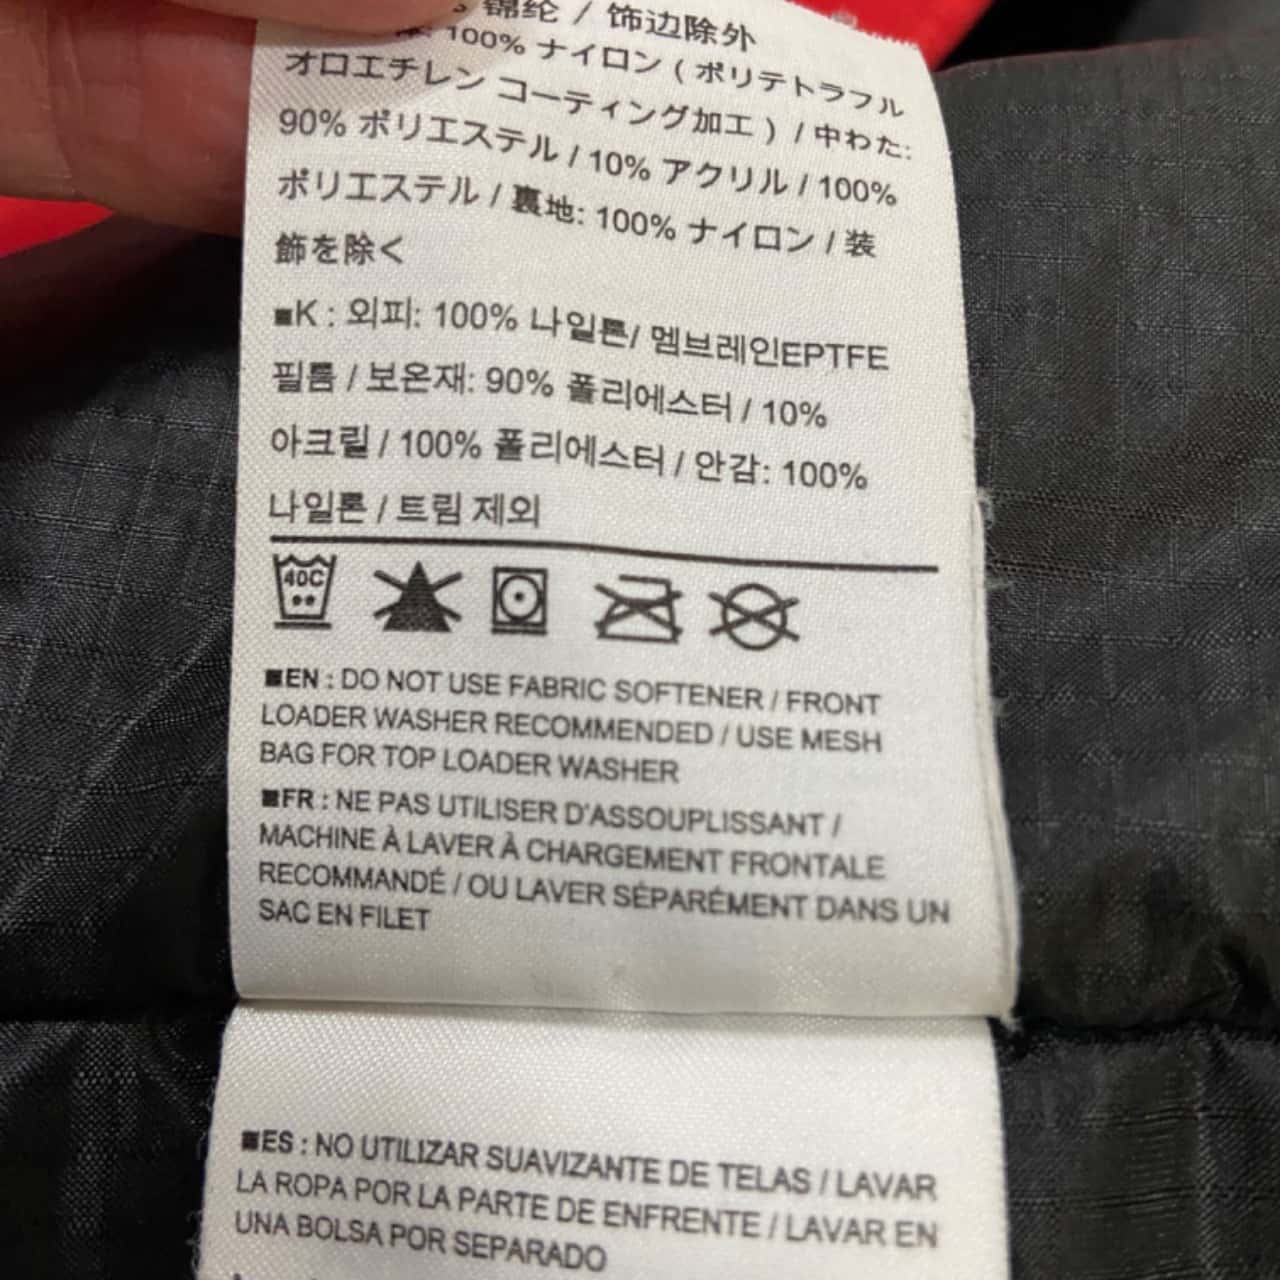 锦纶 / 饰边除外
100% ナイロン ( ポリテトラフル
オロエチレン コーティング加工 ) / 中わた:
90% ポリエステル / 10% アクリル / 100%
ポリエステル / 裏地: 100% ナイロン / 装
飾を除く
■K : 외피: 100% 나일론/ 멤브레인EPTFE
필름 / 보온재: 90% 폴리에스터 / 10%
아크릴 / 100% 폴리에스터 / 안감: 100%
나일론 / 트림 제외
40C
■EN : DO NOT USE FABRIC SOFTENER / FRONT
LOADER WASHER RECOMMENDED / USE MESH
BAG FOR TOP LOADER WASHER
■FR : NE PAS UTILISER D'ASSOUPLISSANT /
MACHINE À LAVER À CHARGEMENT FRONTALE
RECOMMANDÉ / OU LAVER SÉPARÉMENT DANS UN
SAC EN FILET
■ES : NO UTILIZAR SUAVIZANTE DE TELAS / LAVAR
LA ROPA POR LA PARTE DE ENFRENTE / LAVAR EN
UNA BOLSA POR SEPARADO